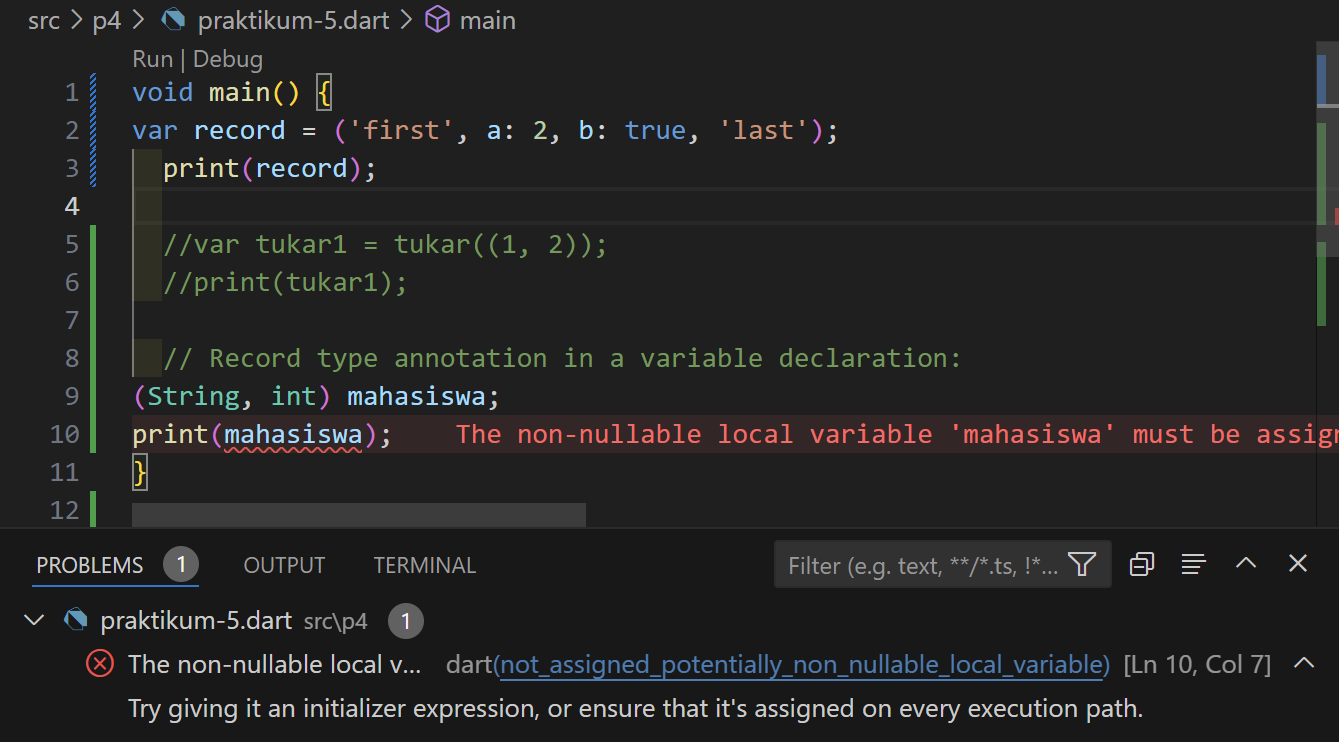 src > p4 > praktikum-5.dart > main
Run | Debug
1 void main() {
2 var record = ('first', a: 2, b: true, 'last');
3   print(record);
4
5   //var tukar1 = tukar((1, 2));
6   //print(tukar1);
7
8   // Record type annotation in a variable declaration:
9 (String, int) mahasiswa;
10 print(mahasiswa);    The non-nullable local variable 'mahasiswa' must be assign
11 }
12
PROBLEMS 1 OUTPUT TERMINAL Filter (e.g. text, **/*.ts, !*...
praktikum-5.dart src\p4 1
The non-nullable local v... dart(not_assigned_potentially_non_nullable_local_variable) [Ln 10, Col 7]
Try giving it an initializer expression, or ensure that it's assigned on every execution path.